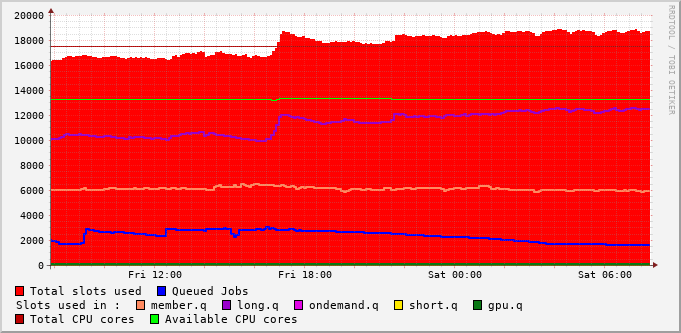 20000
18000
16000
14000
12000
10000
8000
6000
4000
2000
0
Fri 12:00 Fri 18:00 Sat 00:00 Sat 06:00
Total slots used Queued Jobs
Slots used in : member.q long.q ondemand.q short.q gpu.q
Total CPU cores Available CPU cores
RRDTOOL / TOBI OETIKER